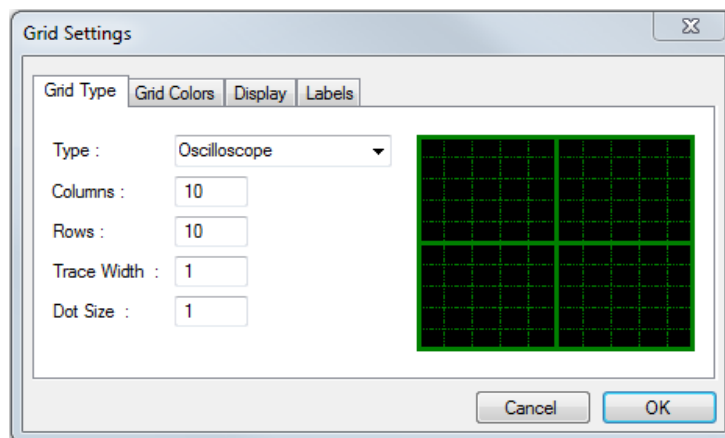 Grid Settings
Grid Type Grid Colors Display Labels
Type : Oscilloscope
Columns : 10
Rows : 10
Trace Width : 1
Dot Size : 1
Cancel OK